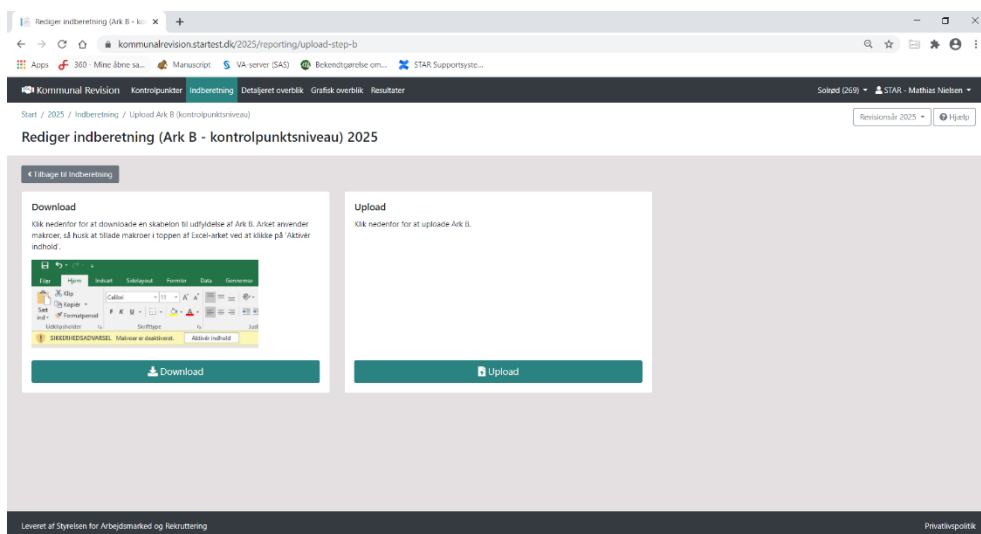 Rediger indberetning (Ark B - kor
kommunalrevision.startest.dk/2025/reporting/upload-step-b
Apps 360 - Mine åbne sa... Manuscript VA-server (SAS) Bekendtgørelse om... STAR Supportsyste...
Kommunal Revision Kontrolpunkter Indberetning Detaljeret overblik Grafisk overblik Resultater Solrød (269) STAR - Mathias Nielsen
Start / 2025 / Indberetning / Upload Ark B (kontrolpunktsniveau) Revisionsår 2025 Hjælp
Rediger indberetning (Ark B - kontrolpunktsniveau) 2025
Tilbage til Indberetning
Download
Klik nedenfor for at downloade en skabelon til udfyldelse af Ark B. Arket anvender
makroer, så husk at tillade makroer i toppen af Excel-arket ved at klikke på 'Aktivér
indhold'.
Filer Hjem Indsæt Sidelayout Formler Data Gennemse
Klip
Kopiér
Formatpensel
Sæt
ind
Calibri 11 A A
F K U A
Udklipsholder Skrifttype Just
SIKKERHEDSADVARSEL Makroer er deaktiveret. Aktivér indhold
Download
Upload
Klik nedenfor for at uploade Ark B.
Upload
Leveret af Styrelsen for Arbejdsmarked og Rekruttering Privatlivspolitik